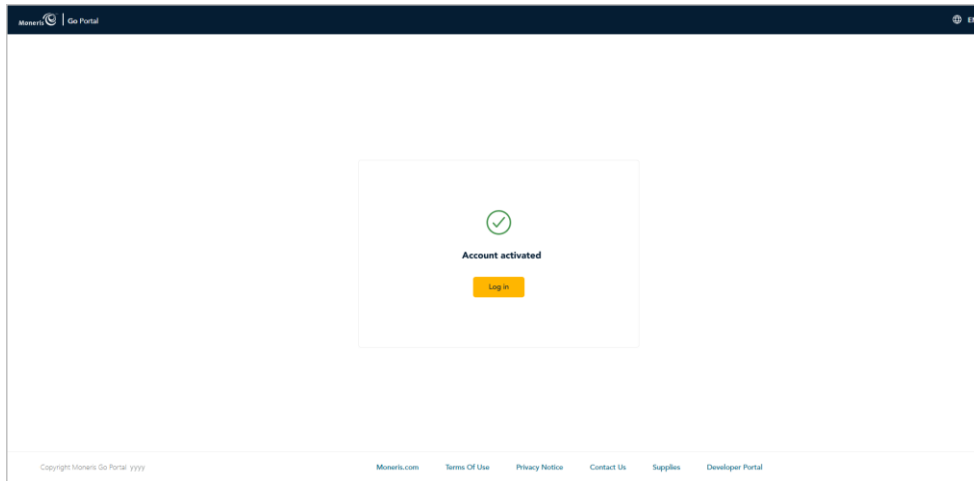 Moneris | Go Portal
Account activated
Log in
Copyright Moneris Go Portal yyyy Moneris.com Terms Of Use Privacy Notice Contact Us Supplies Developer Portal